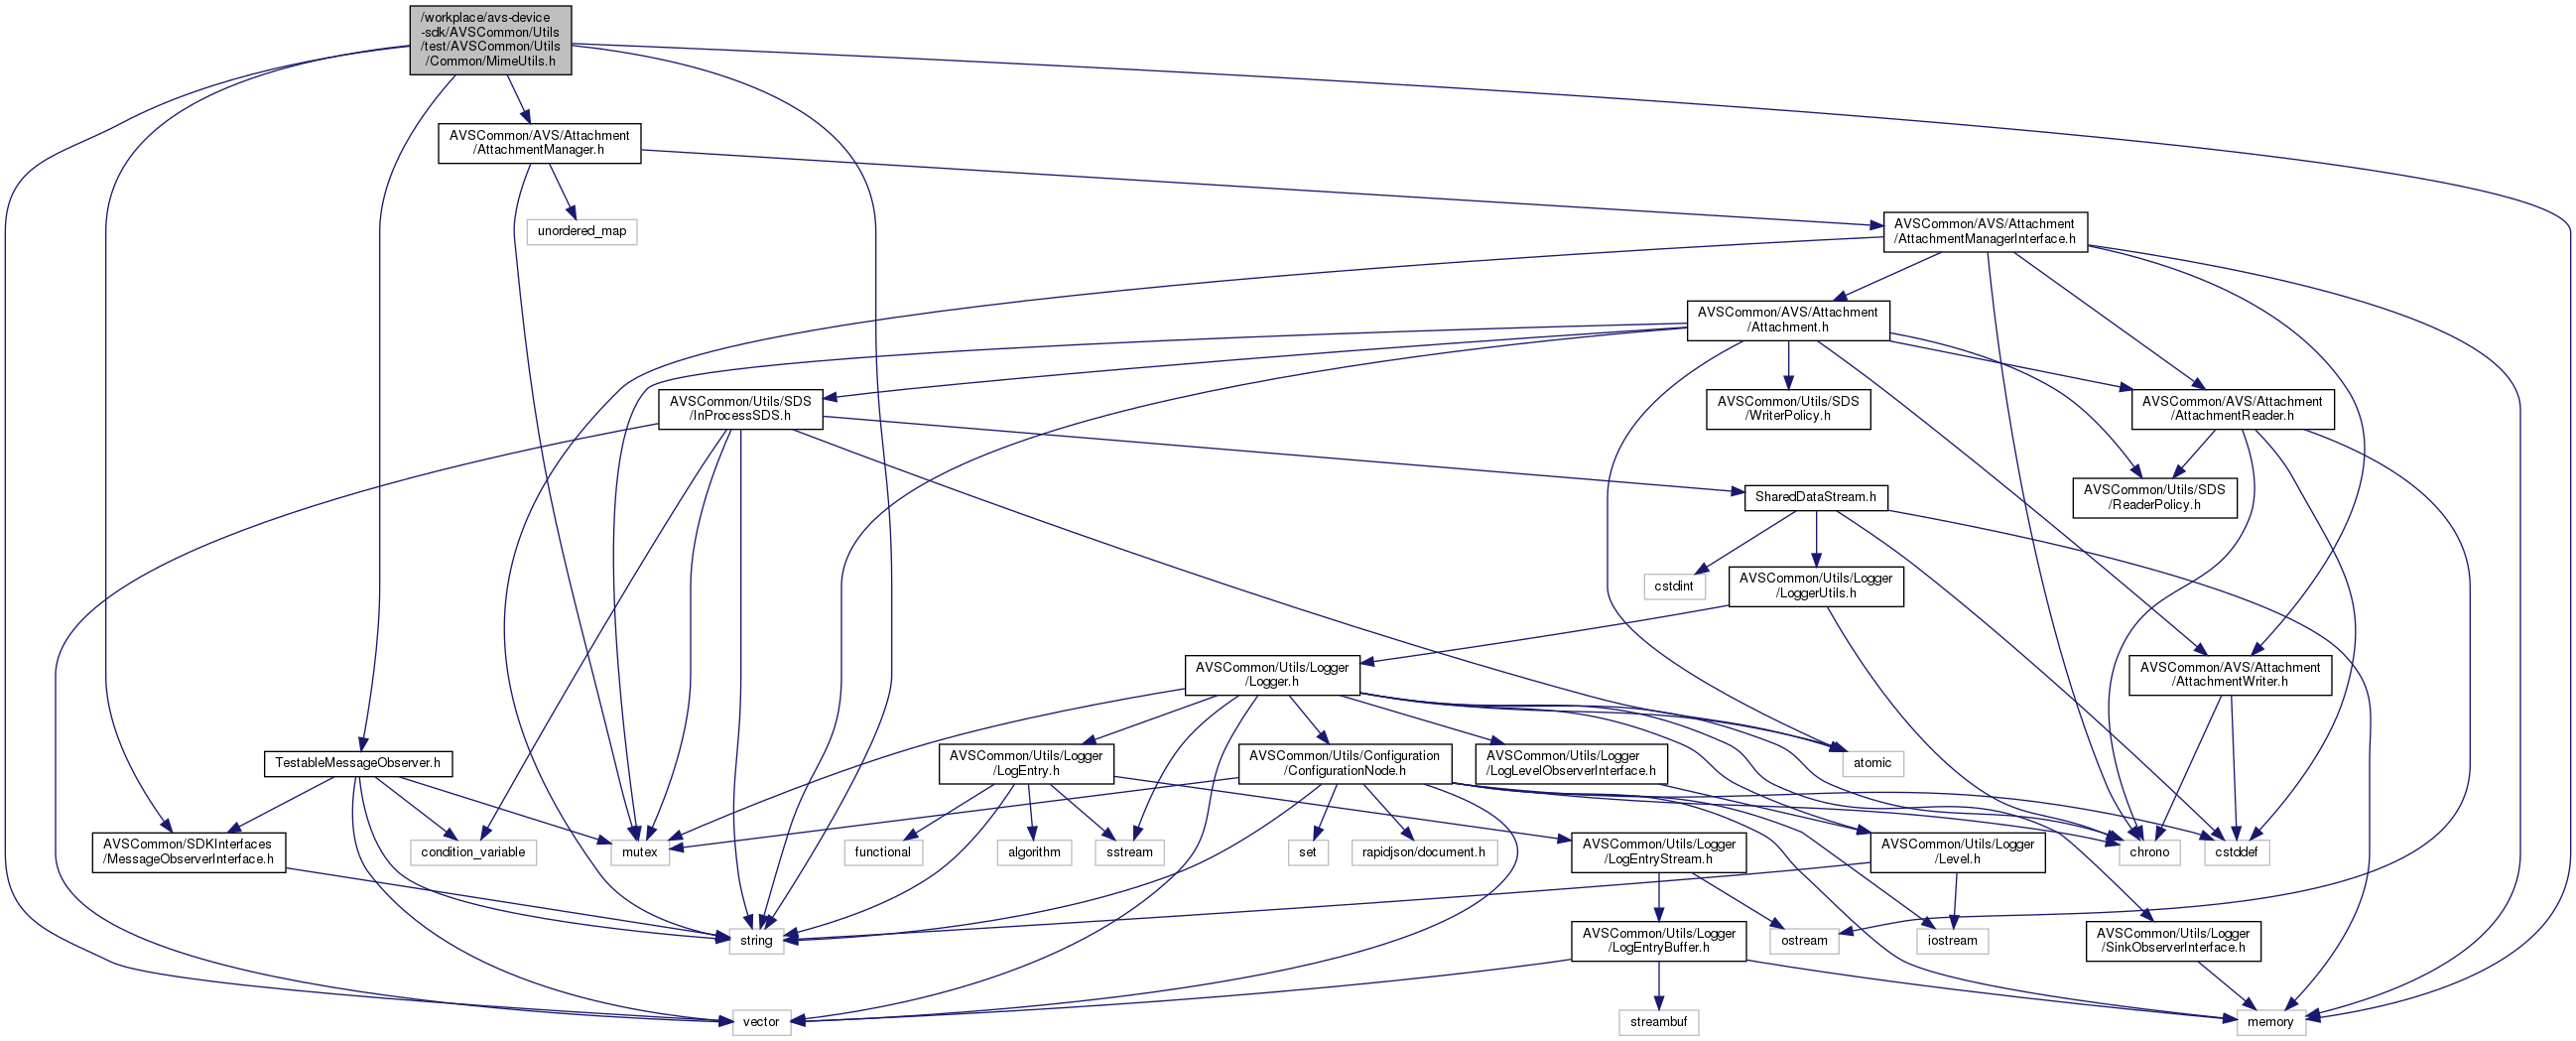 /workplace/avs-device
-sdk/AVSCommon/Utils
/test/AVSCommon/Utils
/Common/MimeUtils.h
AVSCommon/AVS/Attachment
/AttachmentManager.h
unordered_map
AVSCommon/AVS/Attachment
/AttachmentManagerInterface.h
AVSCommon/AVS/Attachment
/Attachment.h
AVSCommon/Utils/SDS
/InProcessSDS.h
AVSCommon/Utils/SDS
/WriterPolicy.h
AVSCommon/AVS/Attachment
/AttachmentReader.h
SharedDataStream.h
AVSCommon/Utils/SDS
/ReaderPolicy.h
cstdint
AVSCommon/Utils/Logger
/LoggerUtils.h
AVSCommon/Utils/Logger
/Logger.h
AVSCommon/AVS/Attachment
/AttachmentWriter.h
TestableMessageObserver.h
AVSCommon/Utils/Logger
/LogEntry.h
AVSCommon/Utils/Configuration
/ConfigurationNode.h
AVSCommon/Utils/Logger
/LogLevelObserverInterface.h
atomic
AVSCommon/SDKInterfaces
/MessageObserverInterface.h
condition_variable
mutex
functional
algorithm
sstream
set
rapidjson/document.h
AVSCommon/Utils/Logger
/LogEntryStream.h
AVSCommon/Utils/Logger
/Level.h
chrono
cstddef
string
AVSCommon/Utils/Logger
/LogEntryBuffer.h
ostream
iostream
AVSCommon/Utils/Logger
/SinkObserverInterface.h
vector
streambuf
memory